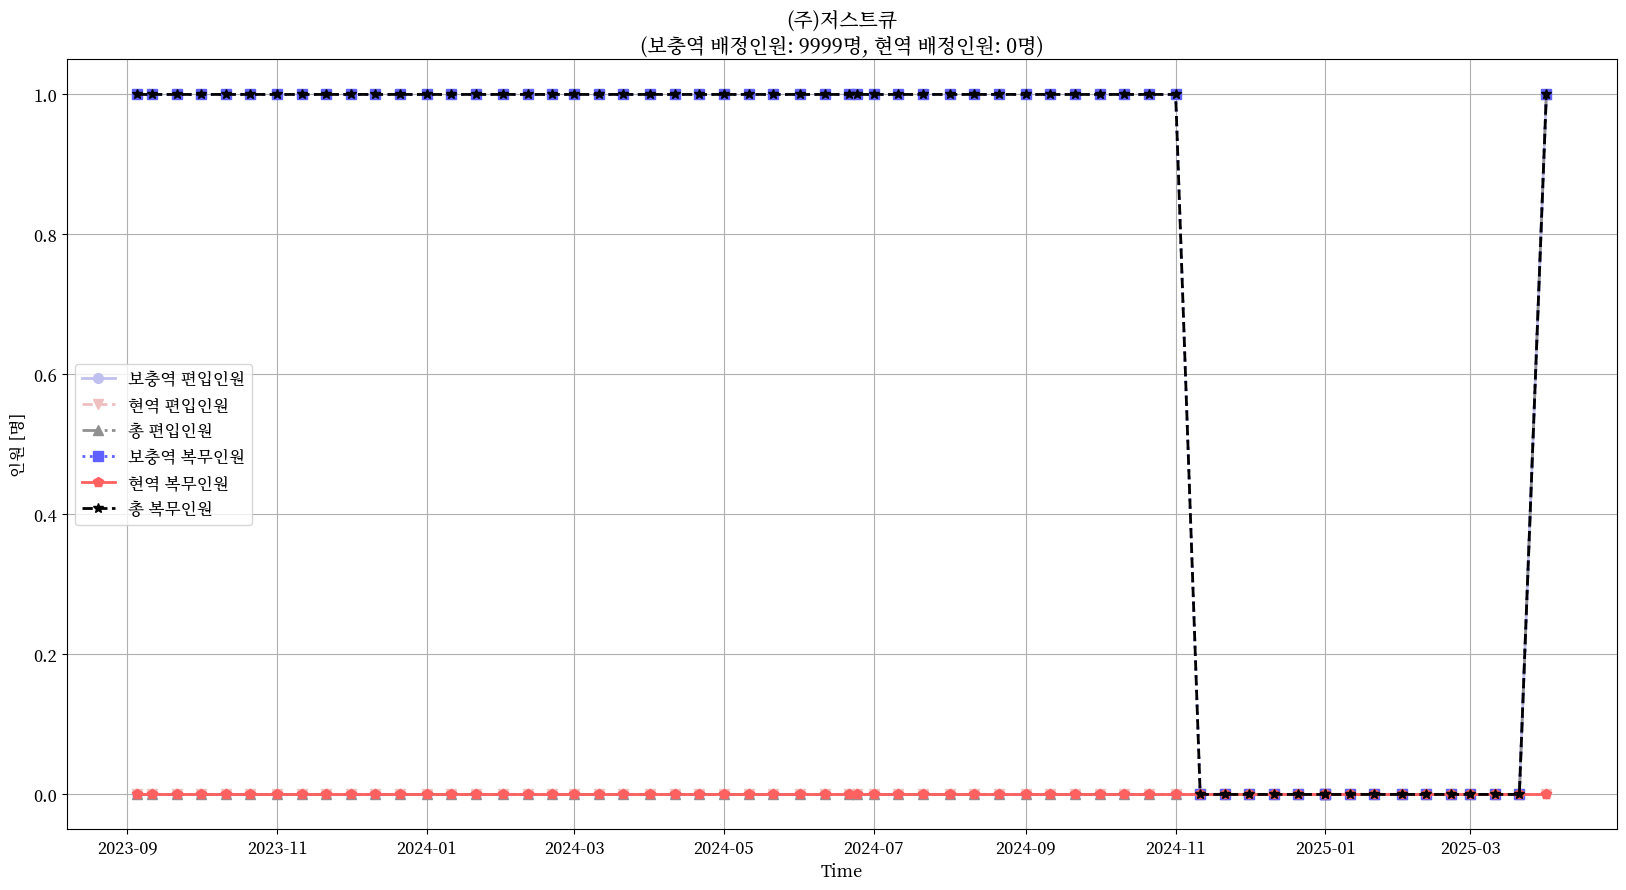 (주)저스트큐
(보충역 배정인원: 9999명, 현역 배정인원: 0명)
1.0
0.8
0.6
0.4
0.2
0.0
인원 [명]
보충역 편입인원
현역 편입인원
총 편입인원
보충역 복무인원
현역 복무인원
총 복무인원
2023-09 2023-11 2024-01 2024-03 2024-05 2024-07 2024-09 2024-11 2025-01 2025-03
Time